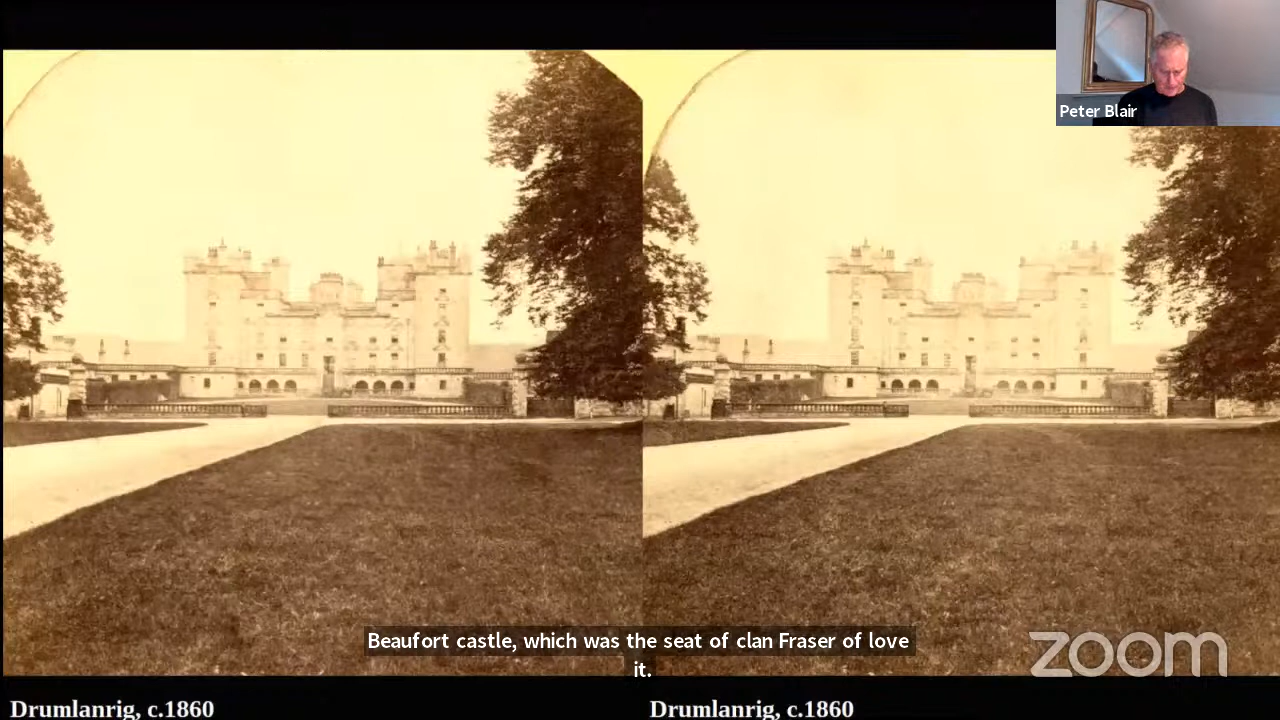 Peter Blair
Beaufort castle, which was the seat of clan Fraser of love
it.
zoom
Drumlanrig, c.1860
Drumlanrig, c.1860